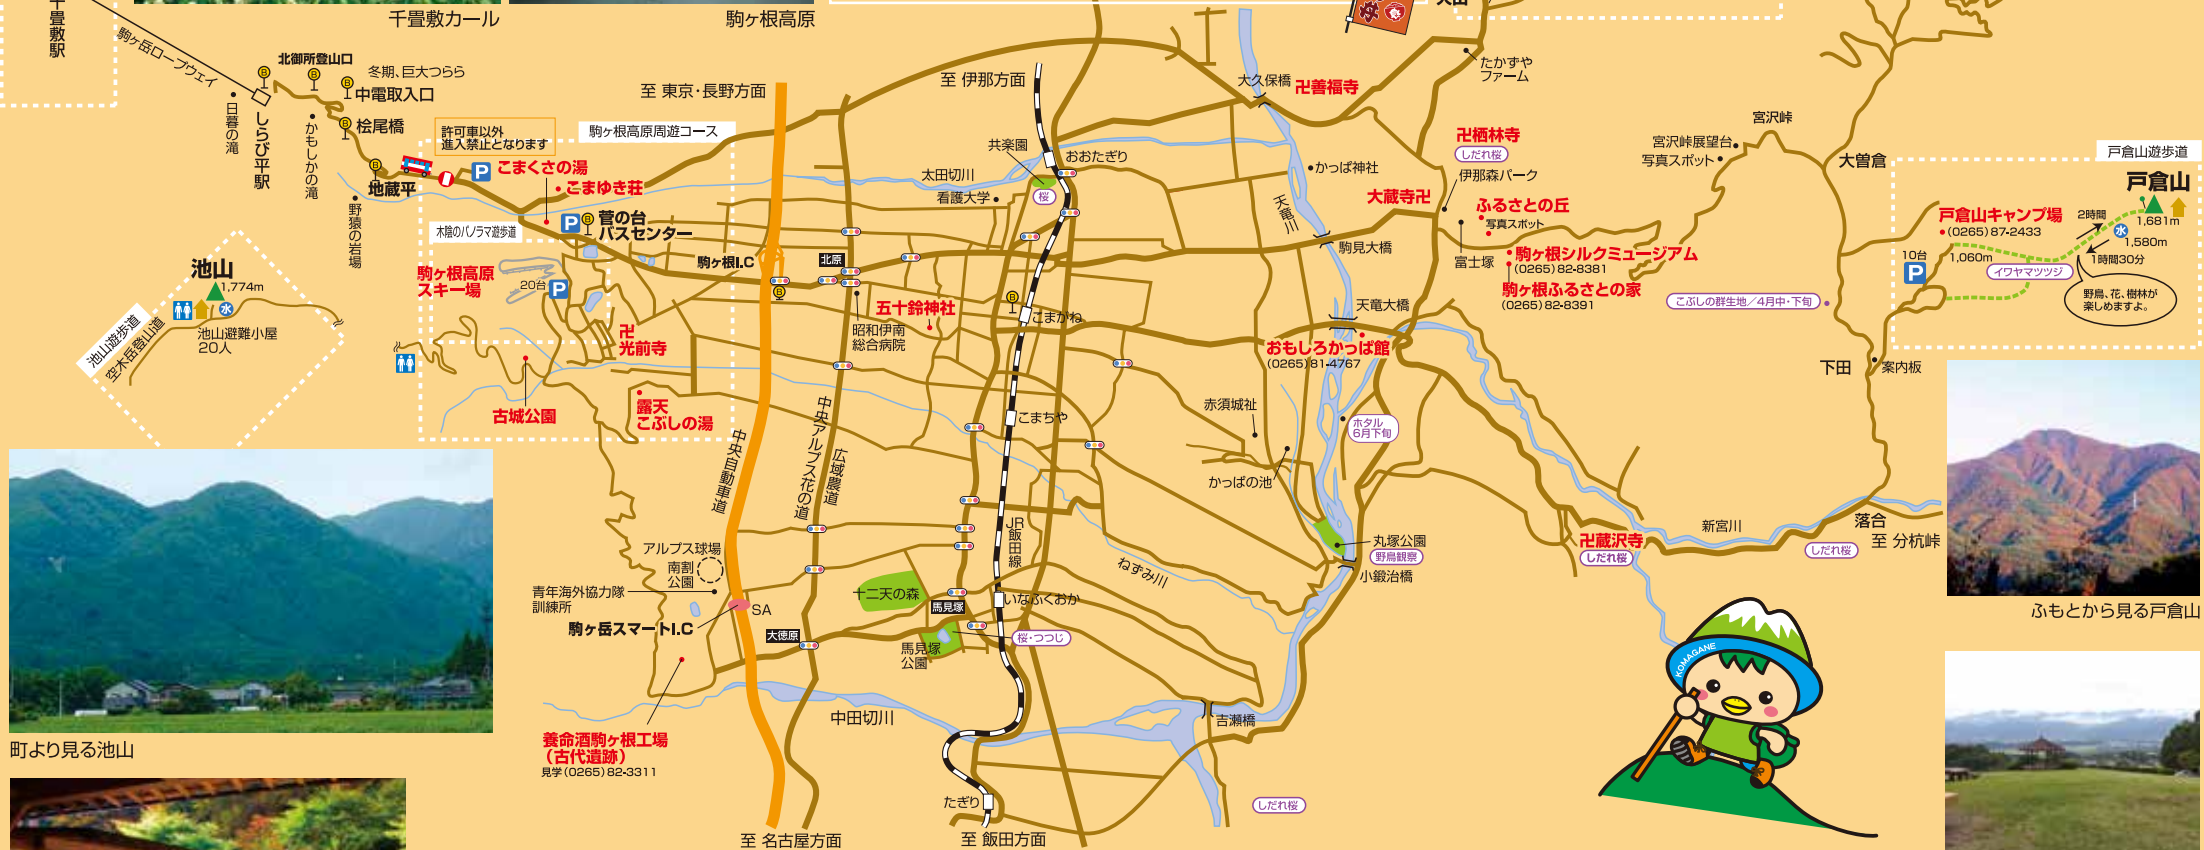 千畳敷駅
千畳敷カール
駒ヶ根高原
駒ヶ岳ロープウェイ
北御所登山口
冬期、巨大つらら
中電取入口
日暮の滝
しらび平駅
かもしかの滝
桧尾橋
地蔵平
野猿の岩場
許可車以外
進入禁止となります
駒ヶ根高原周遊コース
こまくさの湯
こまゆき荘
菅の台
バスセンター
木陰のパノラマ遊歩道
駒ヶ根高原
スキー場
20台
卍
光前寺
古城公園
露天
こぶしの湯
池山
1,774m
水
池山避難小屋
20人
池山遊歩道
空木岳登山道
町より見る池山
至 東京・長野方面
駒ヶ根I.C
北原
昭和伊南
総合病院
五十鈴神社
中央自動車道
中央アルプス花の道
広域農道
アルプス球場
南割
公園
青年海外協力隊
訓練所
SA
駒ヶ岳スマートI.C
大徳原
養命酒駒ヶ根工場
(古代遺跡)
見学(0265)82-3311
至 名古屋方面
中田切川
十二天の森
馬見塚
馬見塚
公園
桜・つつじ
至 伊那方面
共楽園
おおたぎり
太田切川
看護大学
桜
こまがね
こまちや
JR飯田線
いなふくおか
たぎり
至 飯田方面
ねずみ川
大久保橋
卍善福寺
かっぱ神社
天竜川
駒見大橋
天竜大橋
おもしろかっぱ館
(0265)81-4767
赤須城祉
かっぱの池
ホタル
6月下旬
丸塚公園
野鳥観察
小鍛治橋
吉瀬橋
しだれ桜
たかずや
ファーム
卍栖林寺
しだれ桜
伊那森パーク
大蔵寺卍
ふるさとの丘
写真スポット
富士塚
駒ヶ根シルクミュージアム
(0265)82-8381
駒ヶ根ふるさとの家
(0265)82-8391
宮沢峠
宮沢峠展望台
写真スポット
大曽倉
こぶしの群生地/4月中・下旬
下田
案内板
戸倉山遊歩道
戸倉山
1,681m
戸倉山キャンプ場
(0265)87-2433
2時間
水
1,580m
1時間30分
10台
1,060m
イワヤマツツジ
野鳥、花、樹林が
楽しめますよ。
卍蔵沢寺
しだれ桜
新宮川
しだれ桜
落合
至 分杭峠
ふもとから見る戸倉山
KOMAGANE